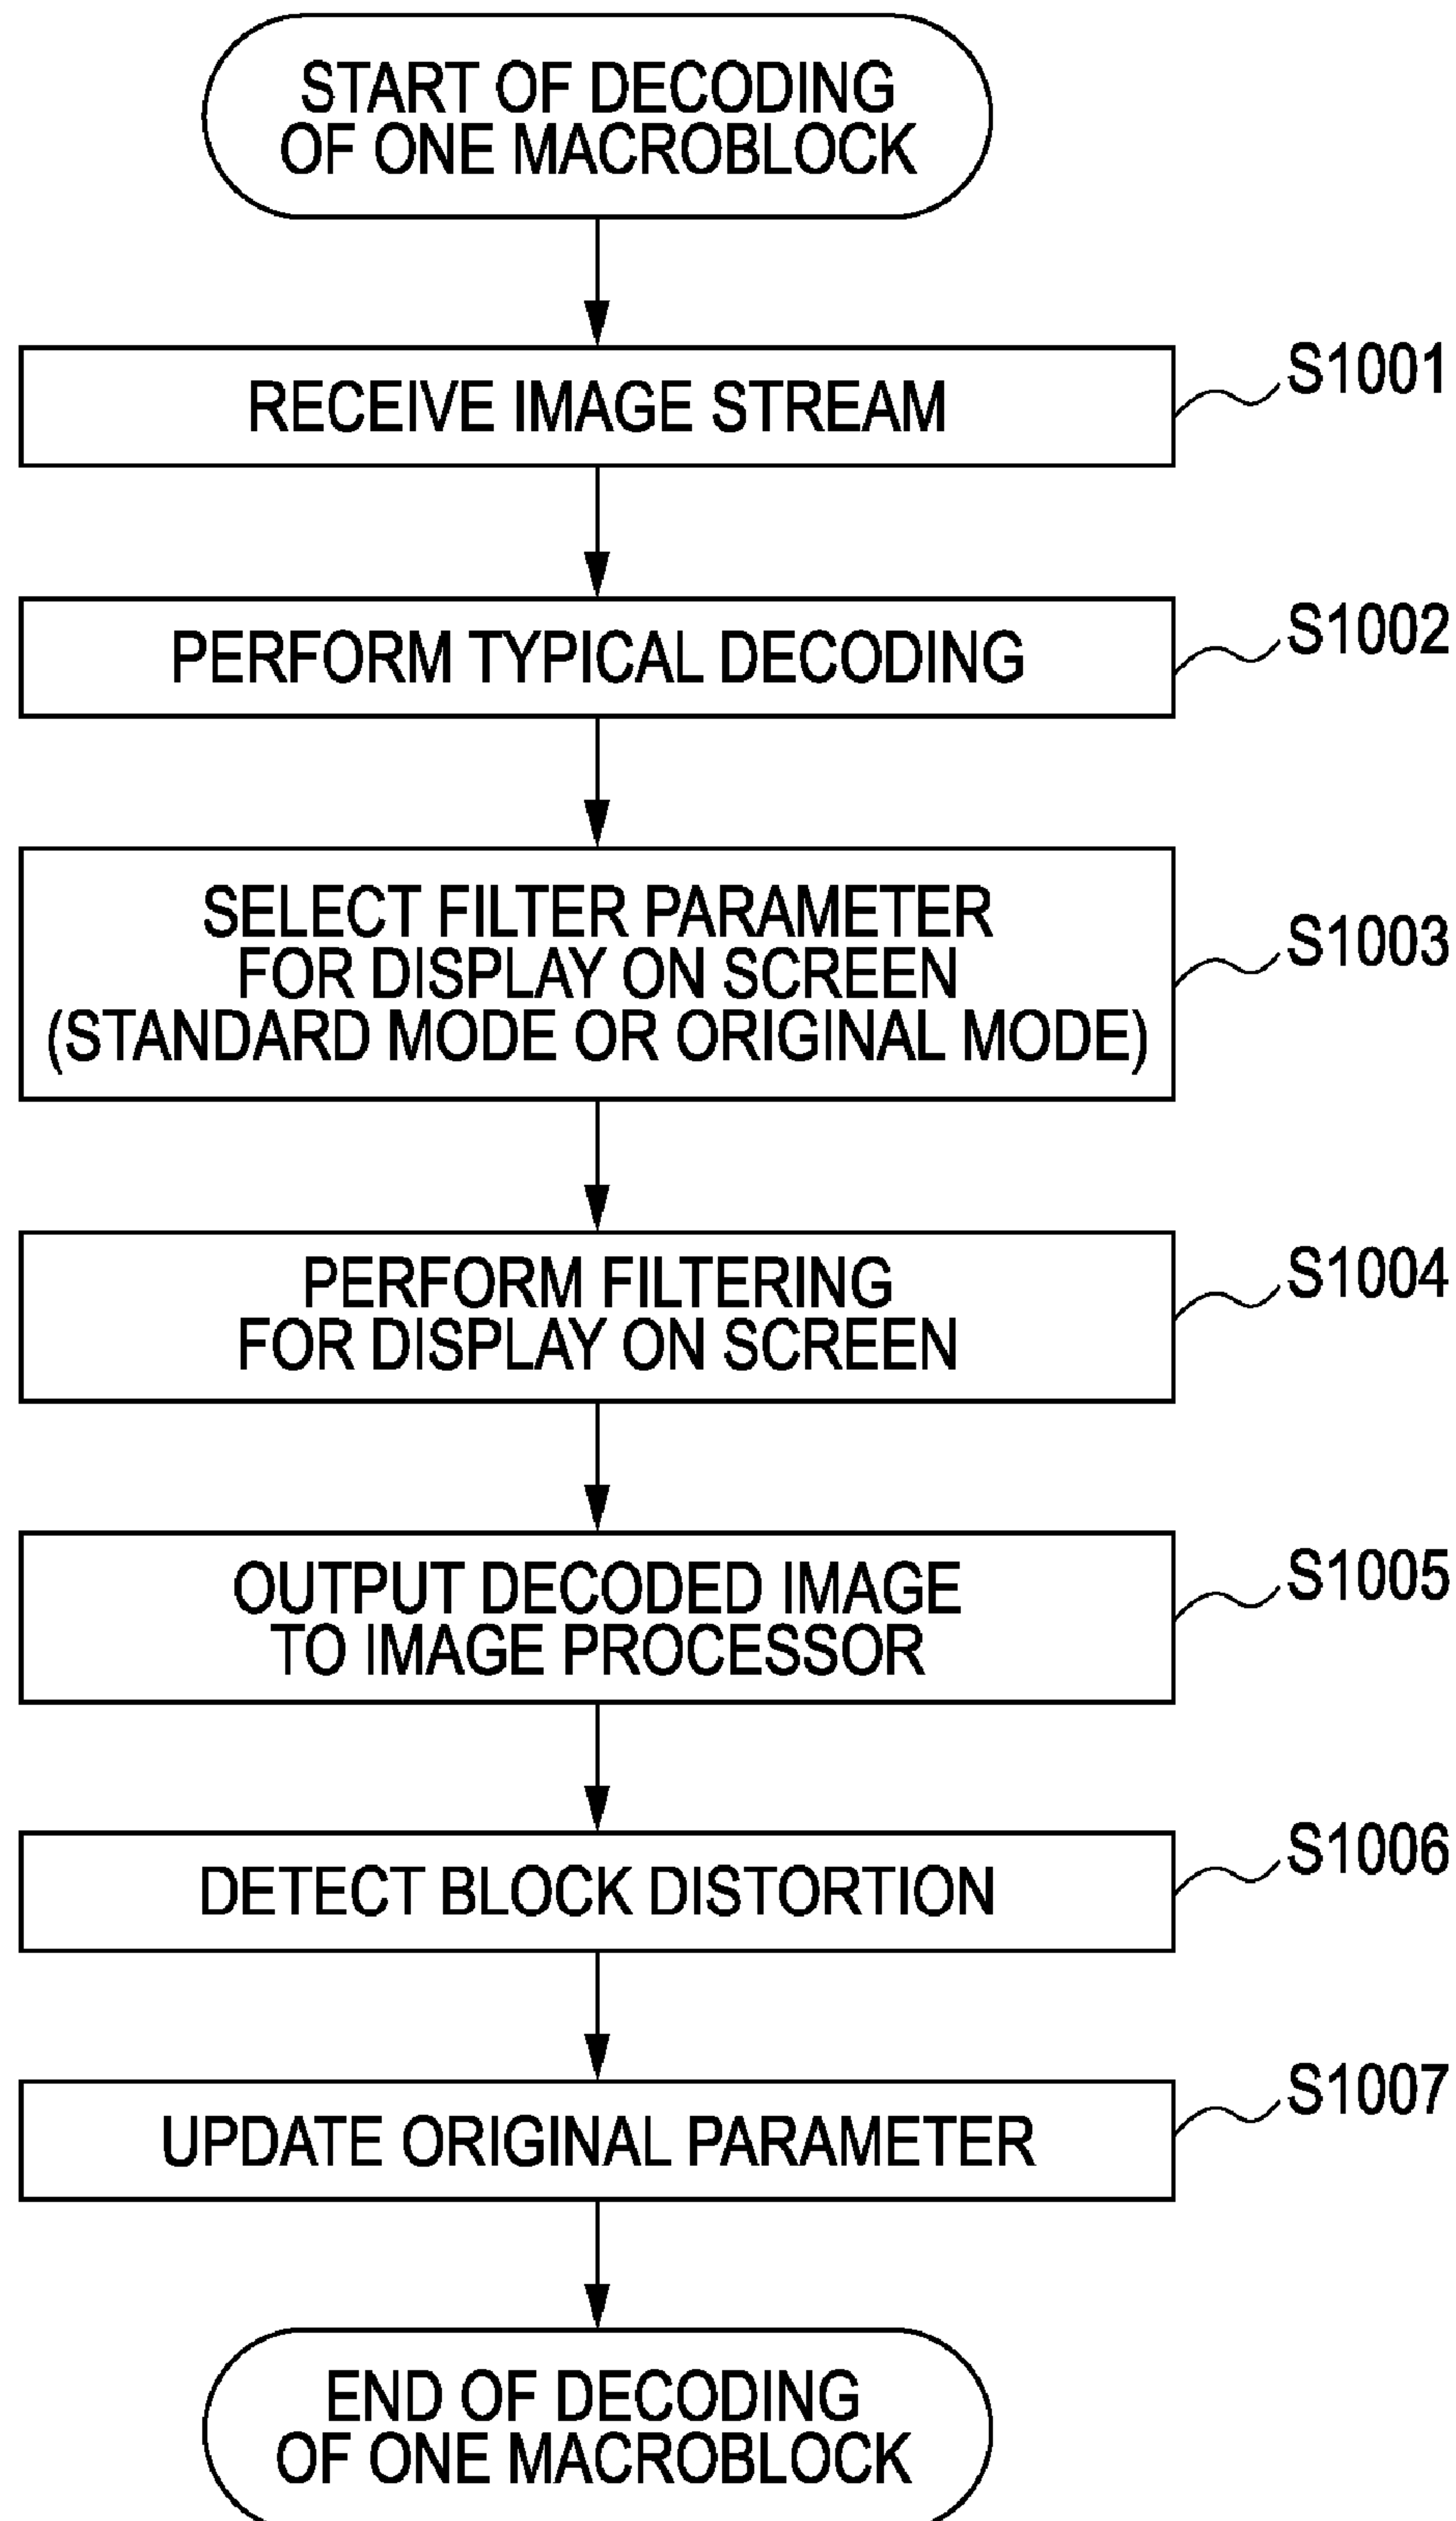 START OF DECODING
OF ONE MACROBLOCK
RECEIVE IMAGE STREAM
S1001
PERFORM TYPICAL DECODING
S1002
SELECT FILTER PARAMETER
FOR DISPLAY ON SCREEN
(STANDARD MODE OR ORIGINAL MODE)
S1003
PERFORM FILTERING
FOR DISPLAY ON SCREEN
S1004
OUTPUT DECODED IMAGE
TO IMAGE PROCESSOR
S1005
DETECT BLOCK DISTORTION
S1006
UPDATE ORIGINAL PARAMETER
S1007
END OF DECODING
OF ONE MACROBLOCK